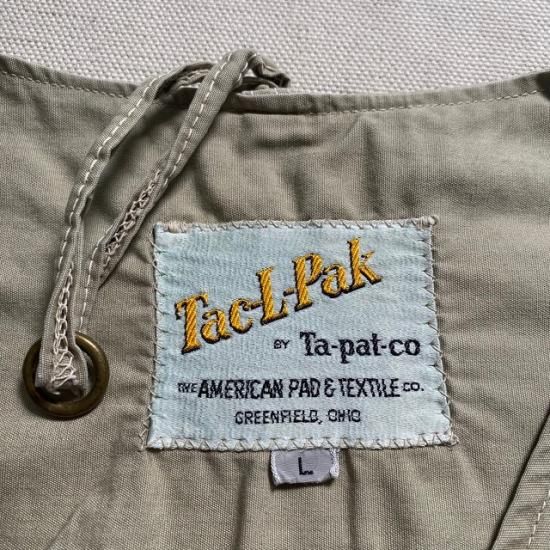 Tac-L-Pak
BY Ta-pat-co
THE AMERICAN PAD & TEXTILE CO.
GREENFIELD, OHIO
L